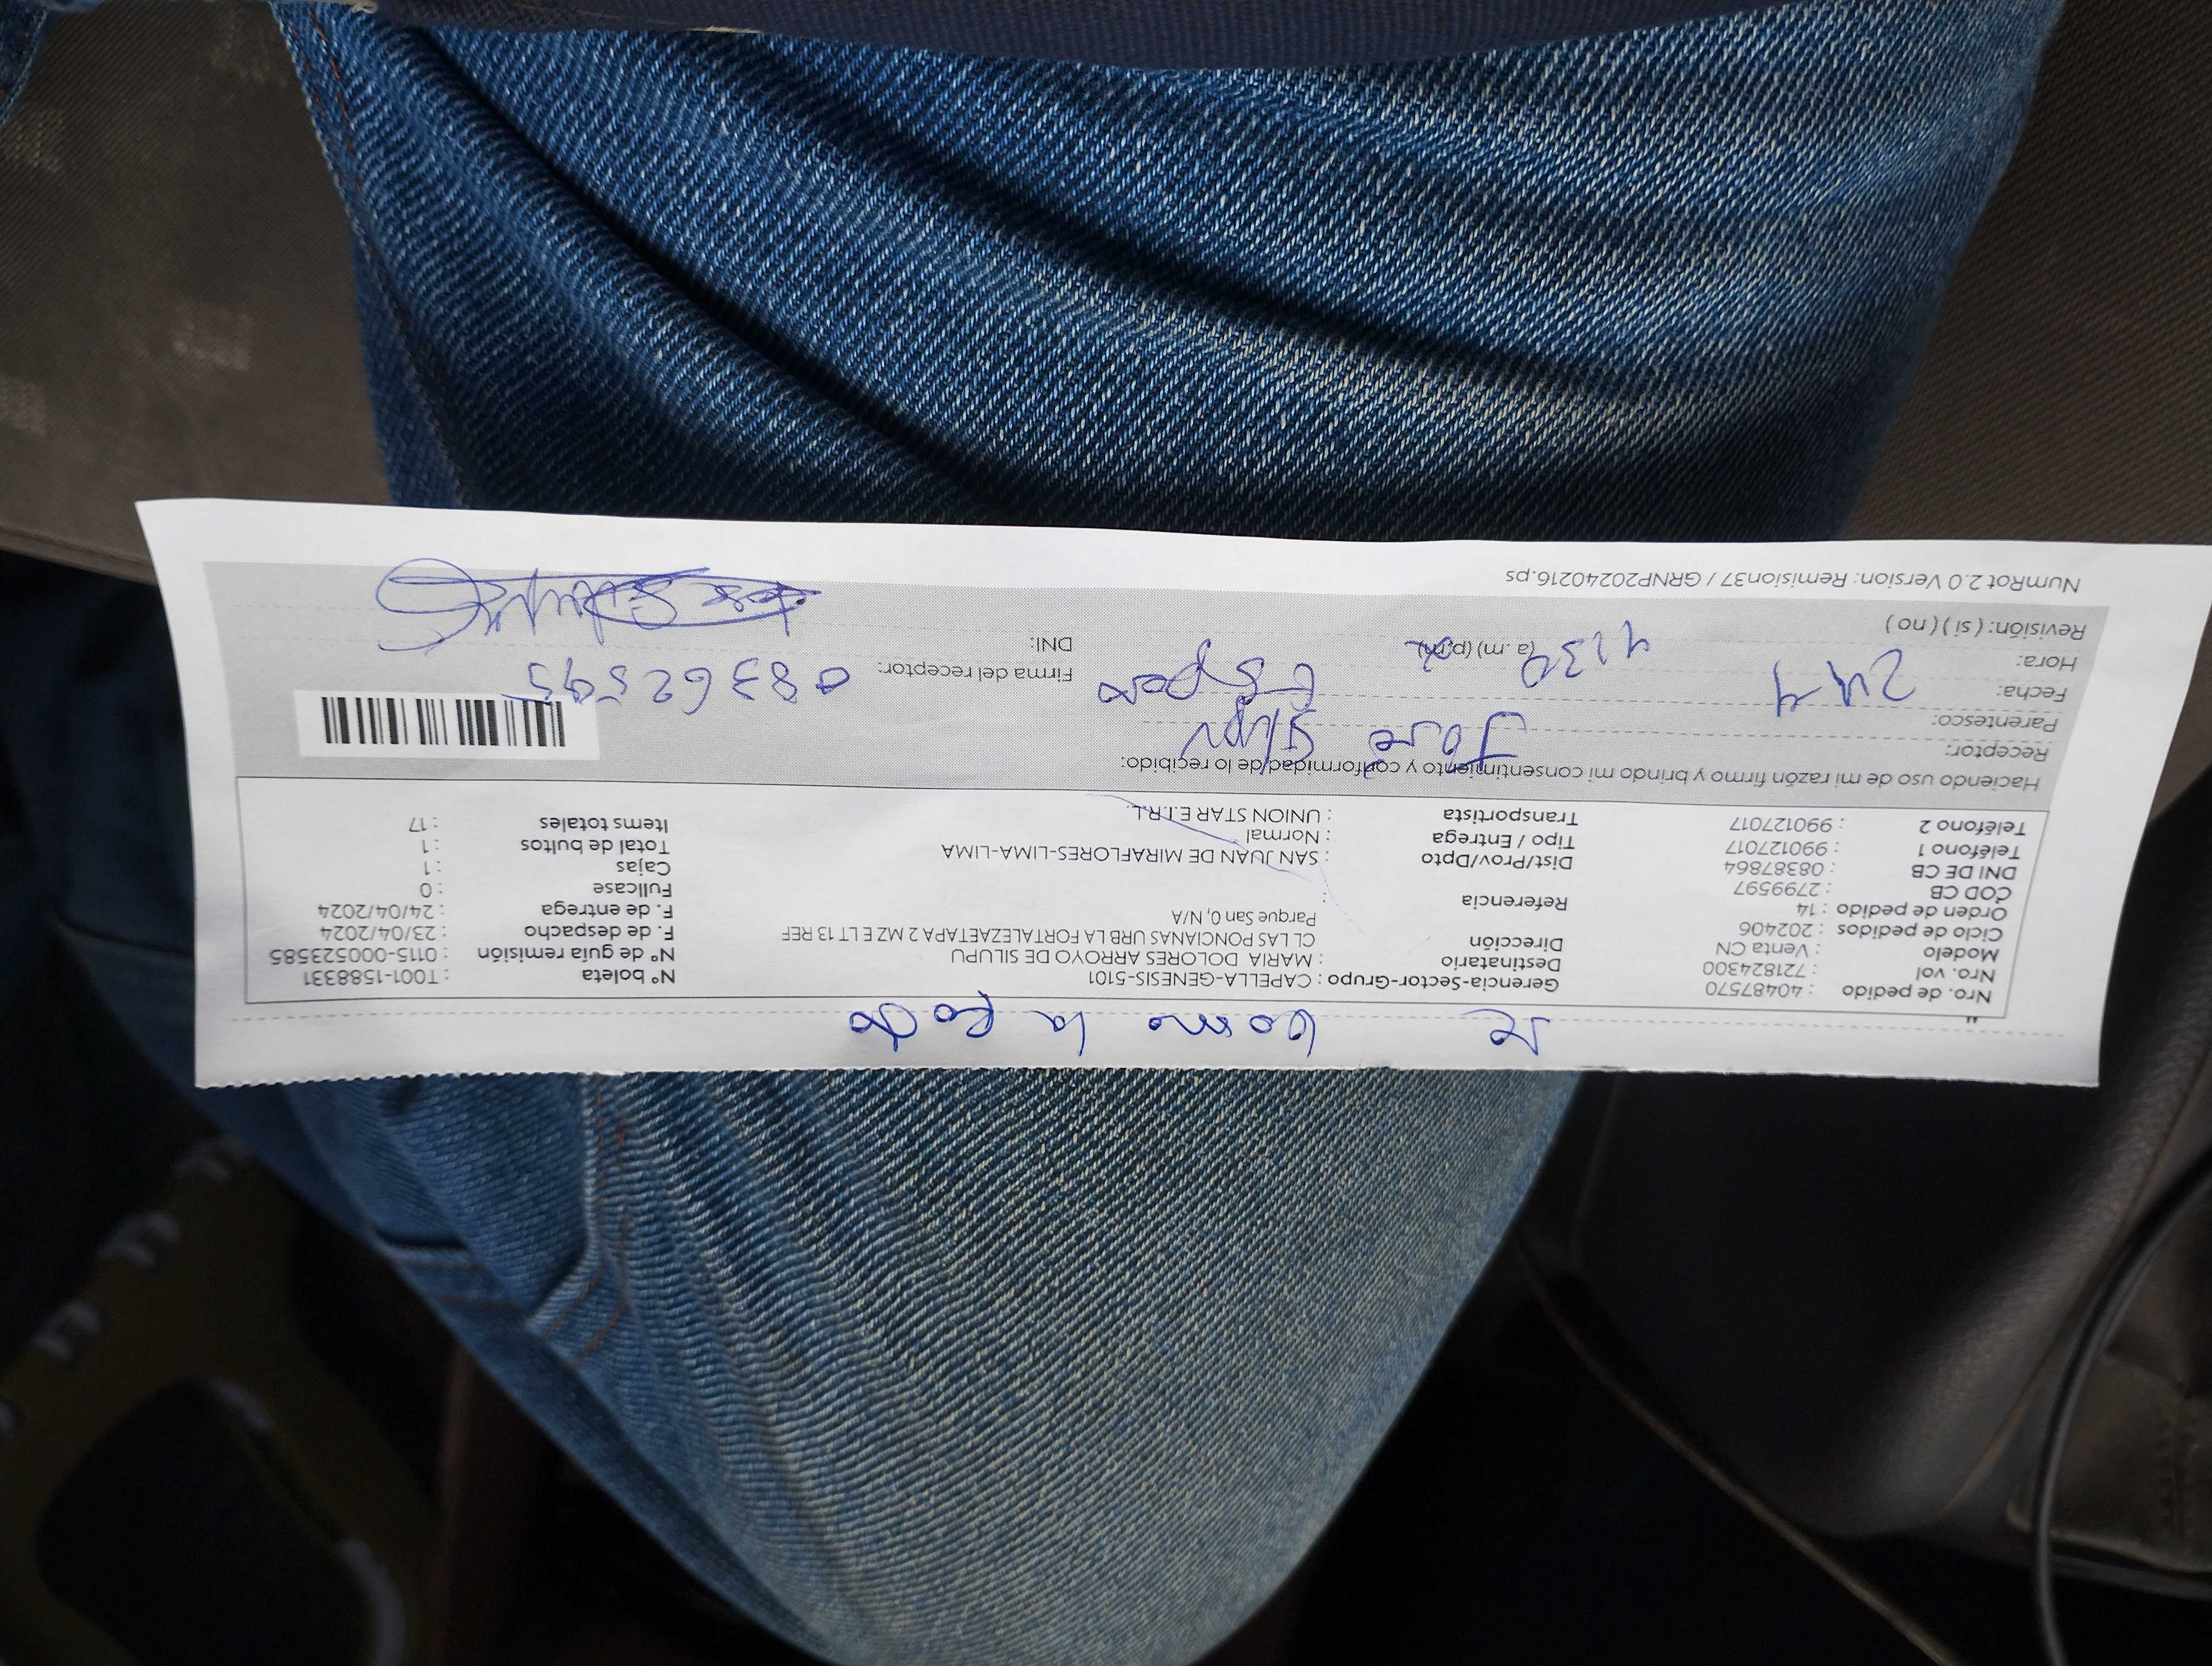 se tomo la foto
Nro. de pedido : 40487570
Nro. vol : 721824300
Modelo : Venta CN
Ciclo de pedidos : 202406
Orden de pedido : 14
COD CB : 2799597
DNI DE CB : 08387864
Teléfono 1 : 990127017
Teléfono 2 : 990127017
Gerencia-Sector-Grupo : CAPELLA-GENESIS-5101
Destinatario : MARIA DOLORES ARROYO DE SILUPU
Dirección CL LAS PONCIANAS URB LA FORTALEZAETAPA 2 MZ E LT 13 REF
Parque San 0, N/A
Referencia :
Dist/Prov/Dpto : SAN JUAN DE MIRAFLORES-LIMA-LIMA
Tipo / Entrega : Normal
Transportista : UNION STAR E.I.R.L.
N° boleta : T001-1588331
N° de guía remisión : 0115-000523585
F. de despacho : 23/04/2024
F. de entrega : 24/04/2024
Fullcase : 0
Cajas : 1
Total de bultos : 1
Items totales : 17
Haciendo uso de mi razón firmo y brindo mi consentimiento y conformidad de lo recibido:
Receptor: José
Parentesco: Esposo
Fecha: 24 4
Hora: 4130 (a.m) (p.m)
Revisión: ( si ) ( no )
Firma del receptor:
DNI: 08362595
NumRot 2.0 Version: Remision37 / GRNP20240216.ps